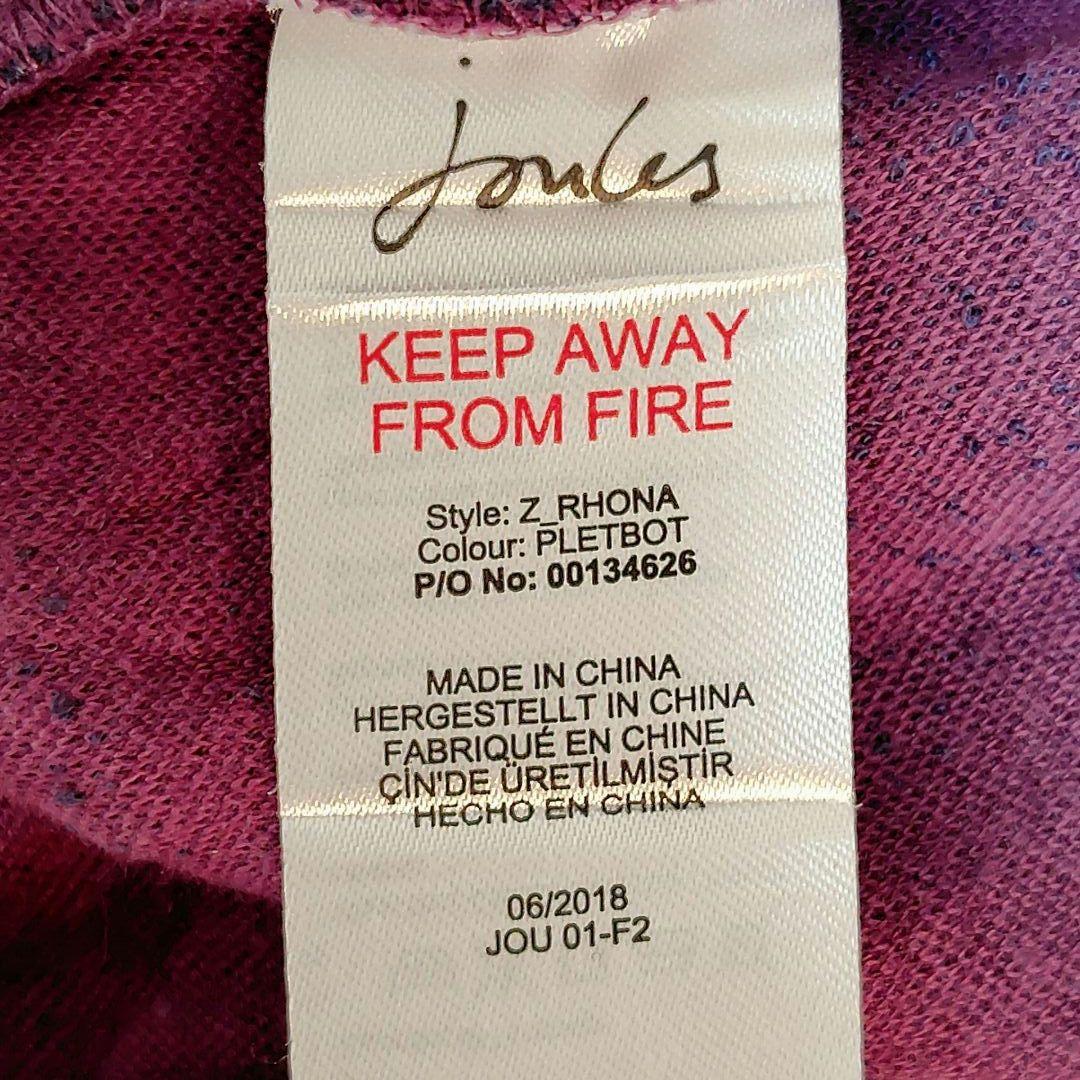 Joules
KEEP AWAY
FROM FIRE
Style: Z_RHONA
Colour: PLETBOT
P/O No: 00134626
MADE IN CHINA
HERGESTELLT IN CHINA
FABRIQUÉ EN CHINE
ÇİN'DE ÜRETİLMİŞTİR
HECHO EN CHINA
06/2018
JOU 01-F2